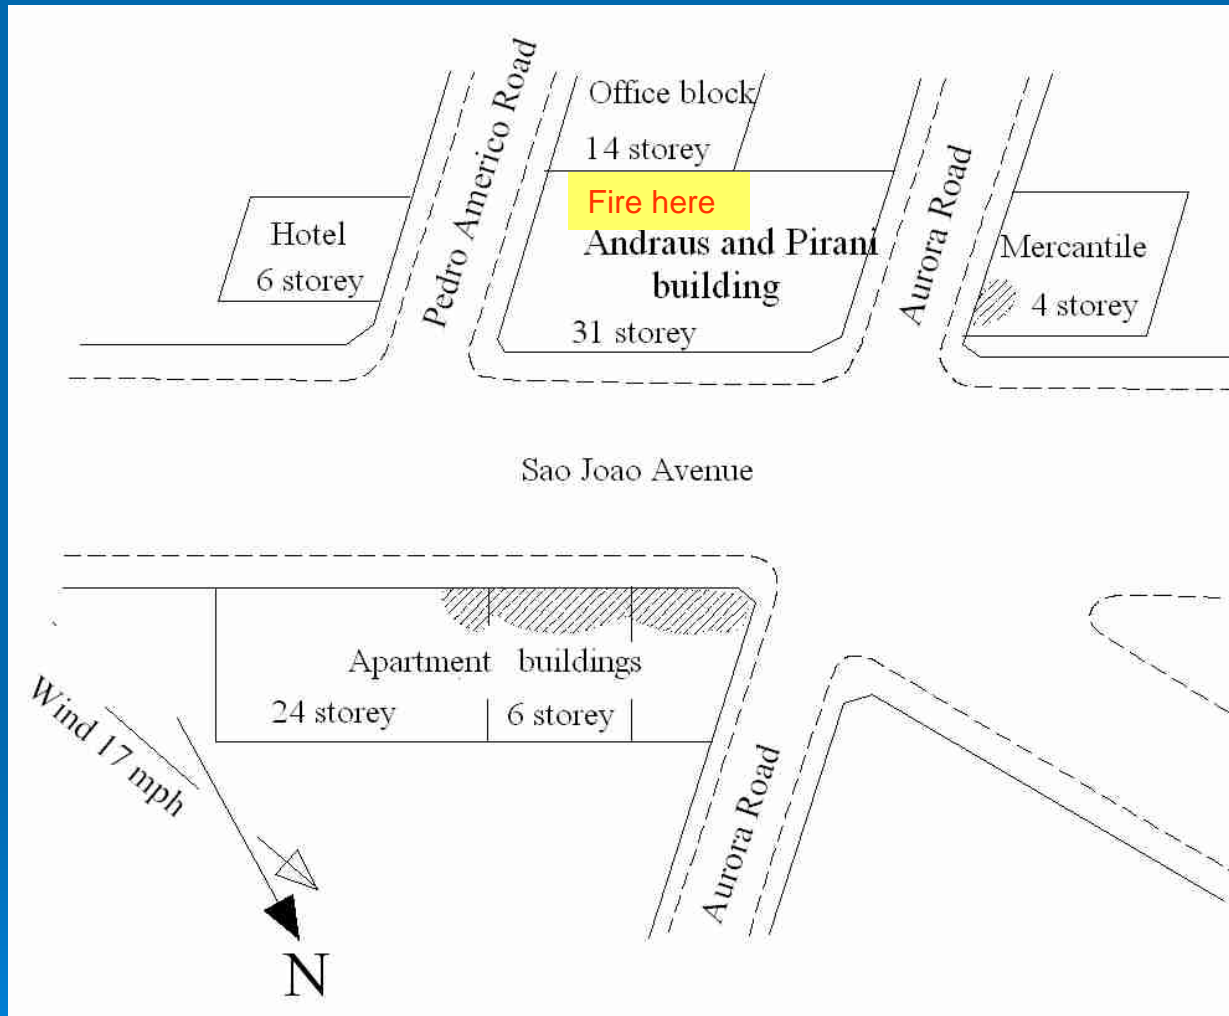 Office block
14 storey
Pedro Americo Road
Fire here
Andraus and Pirani
building
31 storey
Hotel
6 storey
Aurora Road
Mercantile
4 storey
Sao Joao Avenue
Apartment buildings
24 storey
6 storey
Wind 17 mph
Aurora Road
N